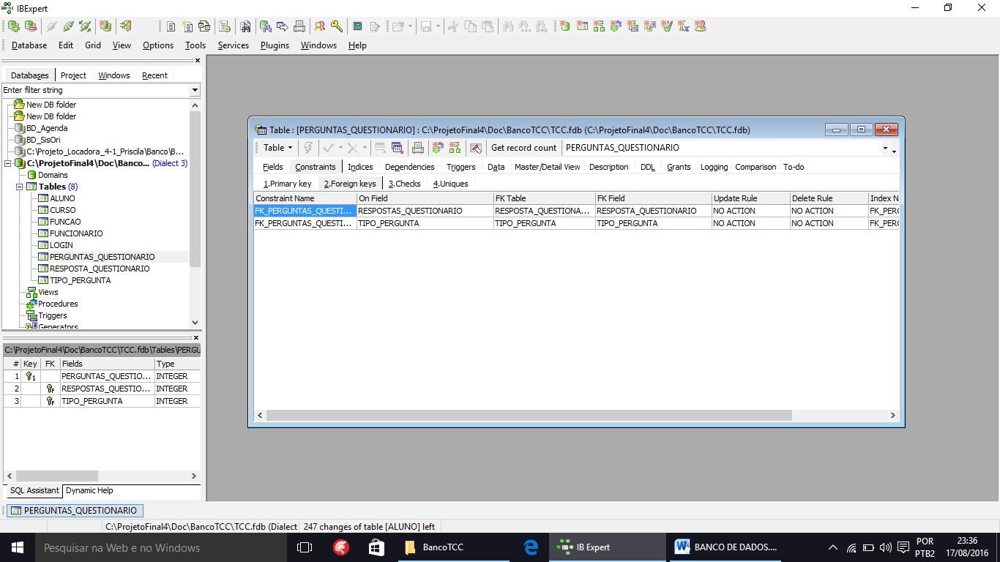 IBExpert
Database Edit Grid View Options Tools Services Plugins Windows Help
Databases Project Windows Recent
Enter filter string
New DB folder
New DB folder
BD_Agenda
BD_SisOri
C:\Projeto_Locadora_4-1_Priscila\Banco\B...
C:\ProjetoFinal4\Doc\Banco... (Dialect 3)
Domains
Tables (8)
ALUNO
CURSO
FUNCAO
FUNCIONARIO
LOGIN
PERGUNTAS_QUESTIONARIO
RESPOSTA_QUESTIONARIO
TIPO_PERGUNTA
Views
Procedures
Triggers
Generators
C:\ProjetoFinal4\Doc\BancoTCC\TCC.fdb\Tables\PERGU
# Key FK Fields Type
1 1 PERGUNTAS_QUESTIO... INTEGER
2 F RESPOSTAS_QUESTIO... INTEGER
3 F TIPO_PERGUNTA INTEGER
SQL Assistant Dynamic Help
Table : [PERGUNTAS_QUESTIONARIO] : C:\ProjetoFinal4\Doc\BancoTCC\TCC.fdb (C:\ProjetoFinal4\Doc\BancoTCC\TCC.fdb)
Table Get record count PERGUNTAS_QUESTIONARIO
Fields Constraints Indices Dependencies Triggers Data Master/Detail View Description DDL Grants Logging Comparison To-do
1.Primary key 2.Foreign keys 3.Checks 4.Uniques
Constraint Name On Field FK Table FK Field Update Rule Delete Rule Index N
FK_PERGUNTAS_QUESTI... RESPOSTAS_QUESTIONARIO RESPOSTA_QUESTIONA... RESPOSTA_QUESTIONARIO NO ACTION NO ACTION FK_PERG
FK_PERGUNTAS_QUESTI... TIPO_PERGUNTA TIPO_PERGUNTA TIPO_PERGUNTA NO ACTION NO ACTION FK_PERG
PERGUNTAS_QUESTIONARIO
C:\ProjetoFinal4\Doc\BancoTCC\TCC.fdb (Dialect 247 changes of table [ALUNO] left
Pesquisar na Web e no Windows BancoTCC IB Expert BANCO DE DADOS.... POR 23:36
PTB2 17/08/2016